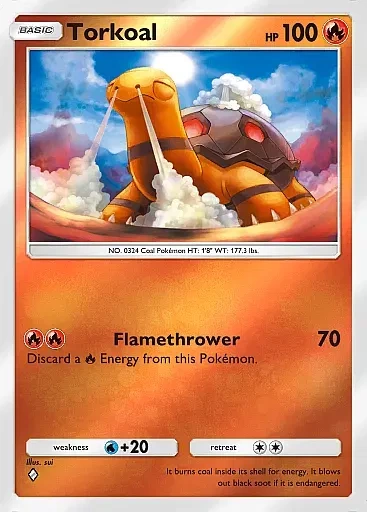 BASIC Torkoal HP 100
NO. 0324 Coal Pokémon HT: 1'8" WT: 177.3 lbs.
Flamethrower 70
Discard a Energy from this Pokémon.
weakness +20 retreat
Illus. sui
It burns coal inside its shell for energy. It blows
out black soot if it is endangered.